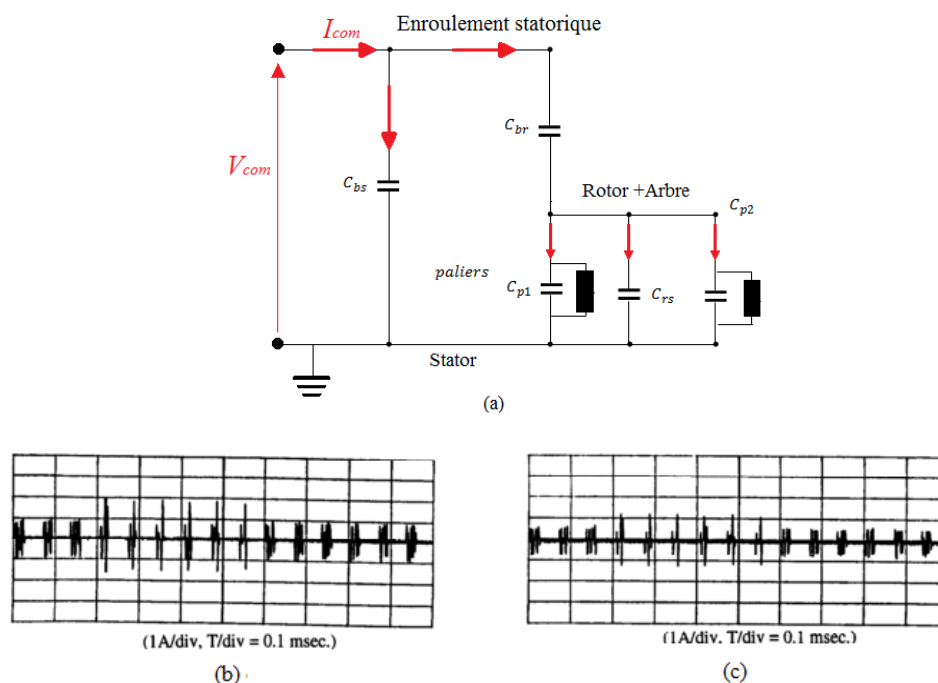 Enroulement statorique
I_com
C_br
V_com
C_bs
Rotor +Arbre
C_p2
paliers
C_p1
C_rs
Stator
(a)
(1A/div, T/div = 0.1 msec.)
(1A/div. T/div = 0.1 msec.)
(b)
(c)